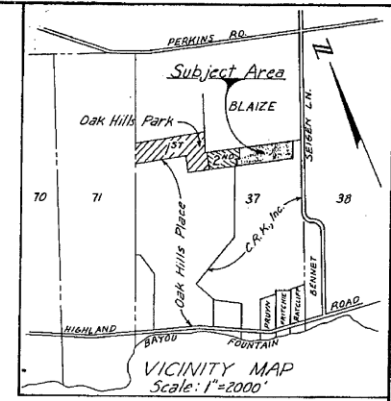 PERKINS RD.
Subject Area
Z
BLAIZE
SEIGEN LN.
Oak Hills Park
1ST
2ND
70
71
37
38
C.R.K., Inc.
Oak Hills Place
BENNET
PRUYN
RATCLIFF
HIGHLAND
ROAD
BAYOU
FOUNTAIN
VICINITY MAP
Scale: 1"=2000'